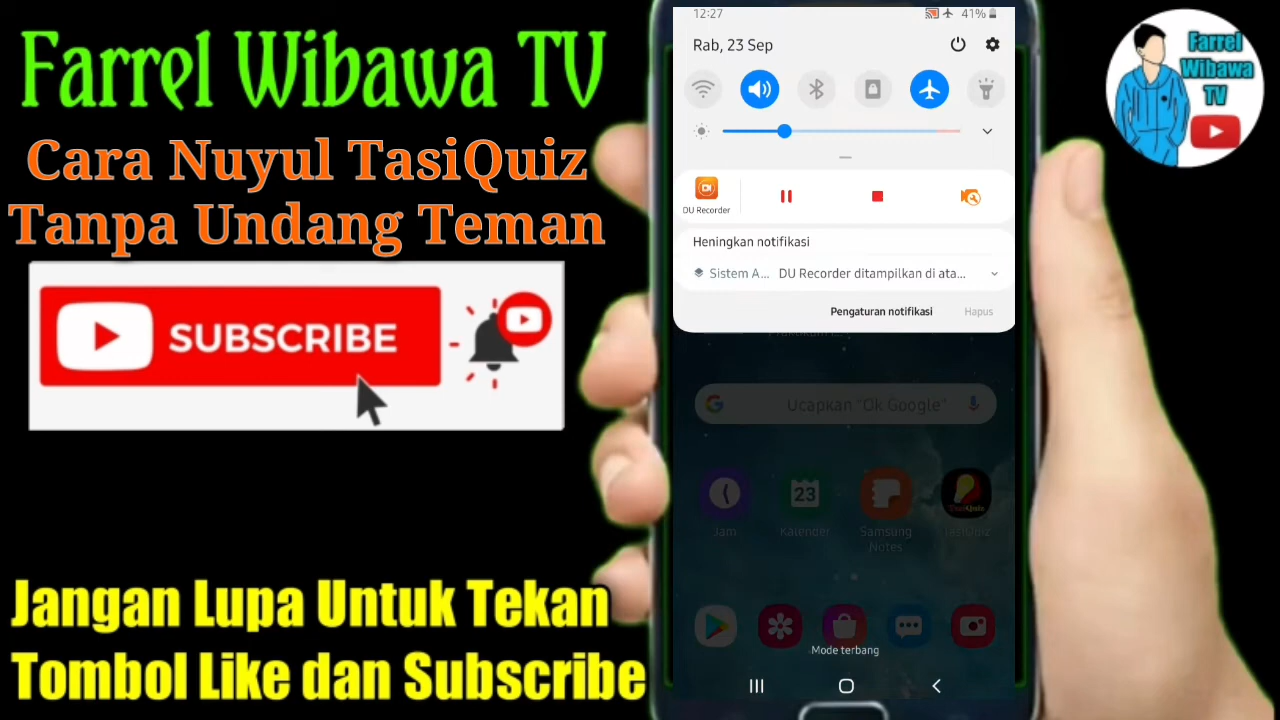 Farrel Wibawa TV
Cara Nuyul TasiQuiz
Tanpa Undang Teman
SUBSCRIBE
Jangan Lupa Untuk Tekan
Tombol Like dan Subscribe
Farrel
Wibawa
TV
12:27
41%
Rab, 23 Sep
DU Recorder
Heningkan notifikasi
Sistem A... DU Recorder ditampilkan di ata...
Pengaturan notifikasi
Hapus
Ucapkan "Ok Google"
23
TasiQuiz
Jam
Kalender
Samsung
Notes
TasiQuiz
Mode terbang